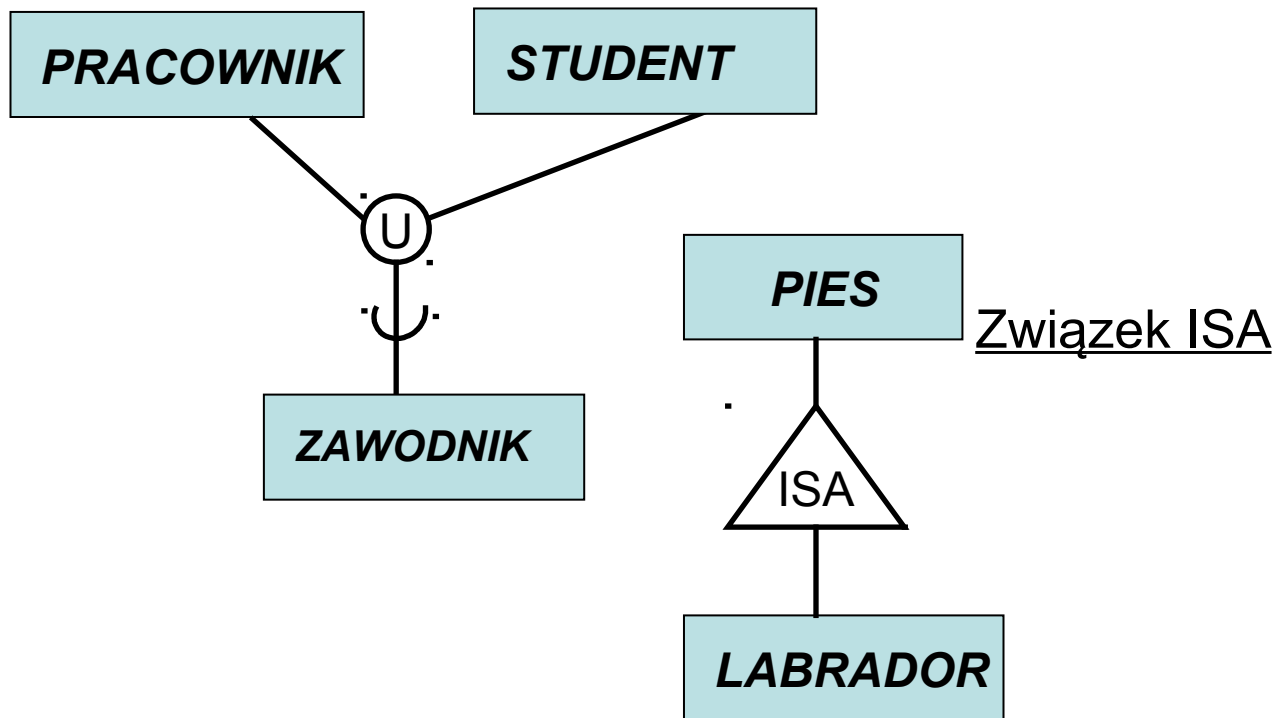 PRACOWNIK
STUDENT
U
ZAWODNIK
PIES
Związek ISA
ISA
LABRADOR